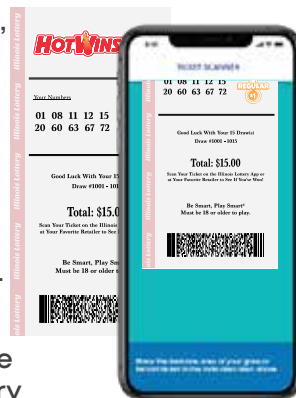 HOTWINS
Your Numbers
01 08 11 12 15
20 60 63 67 72
Good Luck With Your 15
Draw #1001 - 101
Total: $15.0
Scan Your Ticket on the Illinois
at Your Favorite Retailer to See
Be Smart, Play Sm
Must be 18 or older t
Illinois Lottery
TICKET SCANNER
01 08 11 12 15
20 60 63 67 72
REGULAR
Good Luck With Your 15 Draws!
Draw #1001 - 1015
Total: $15.00
Scan Your Ticket on the Illinois Lottery App or
at Your Favorite Retailer to See If You've Won!
Be Smart, Play Smart®
Must be 18 or older to play.
Illinois Lottery